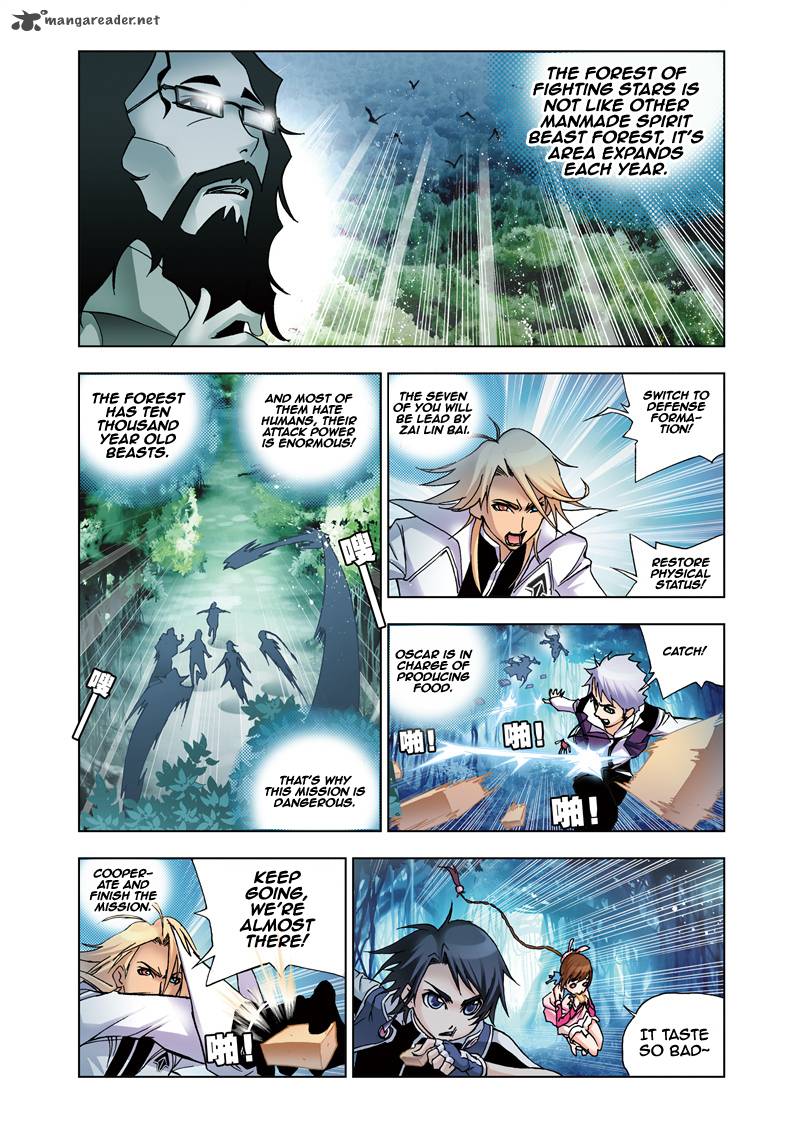 mangareader.net
THE FOREST OF
FIGHTING STARS IS
NOT LIKE OTHER
MANMADE SPIRIT
BEAST FOREST, IT'S
AREA EXPANDS
EACH YEAR.
THE FOREST
HAS TEN
THOUSAND
YEAR OLD
BEASTS.
AND MOST OF
THEM HATE
HUMANS, THEIR
ATTACK POWER
IS ENORMOUS!
嗖
嗖
THAT'S WHY
THIS MISSION IS
DANGEROUS.
THE SEVEN
OF YOU WILL
BE LEAD BY
ZAI LIN BAI.
SWITCH TO
DEFENSE
FORMA-
TION!
RESTORE
PHYSICAL
STATUS!
OSCAR IS IN
CHARGE OF
PRODUCING
FOOD.
CATCH!
啪!
啪!
啪!
COOPER-
ATE AND
FINISH THE
MISSION.
KEEP
GOING,
WE'RE
ALMOST
THERE!
啪!
IT TASTE
SO BAD~